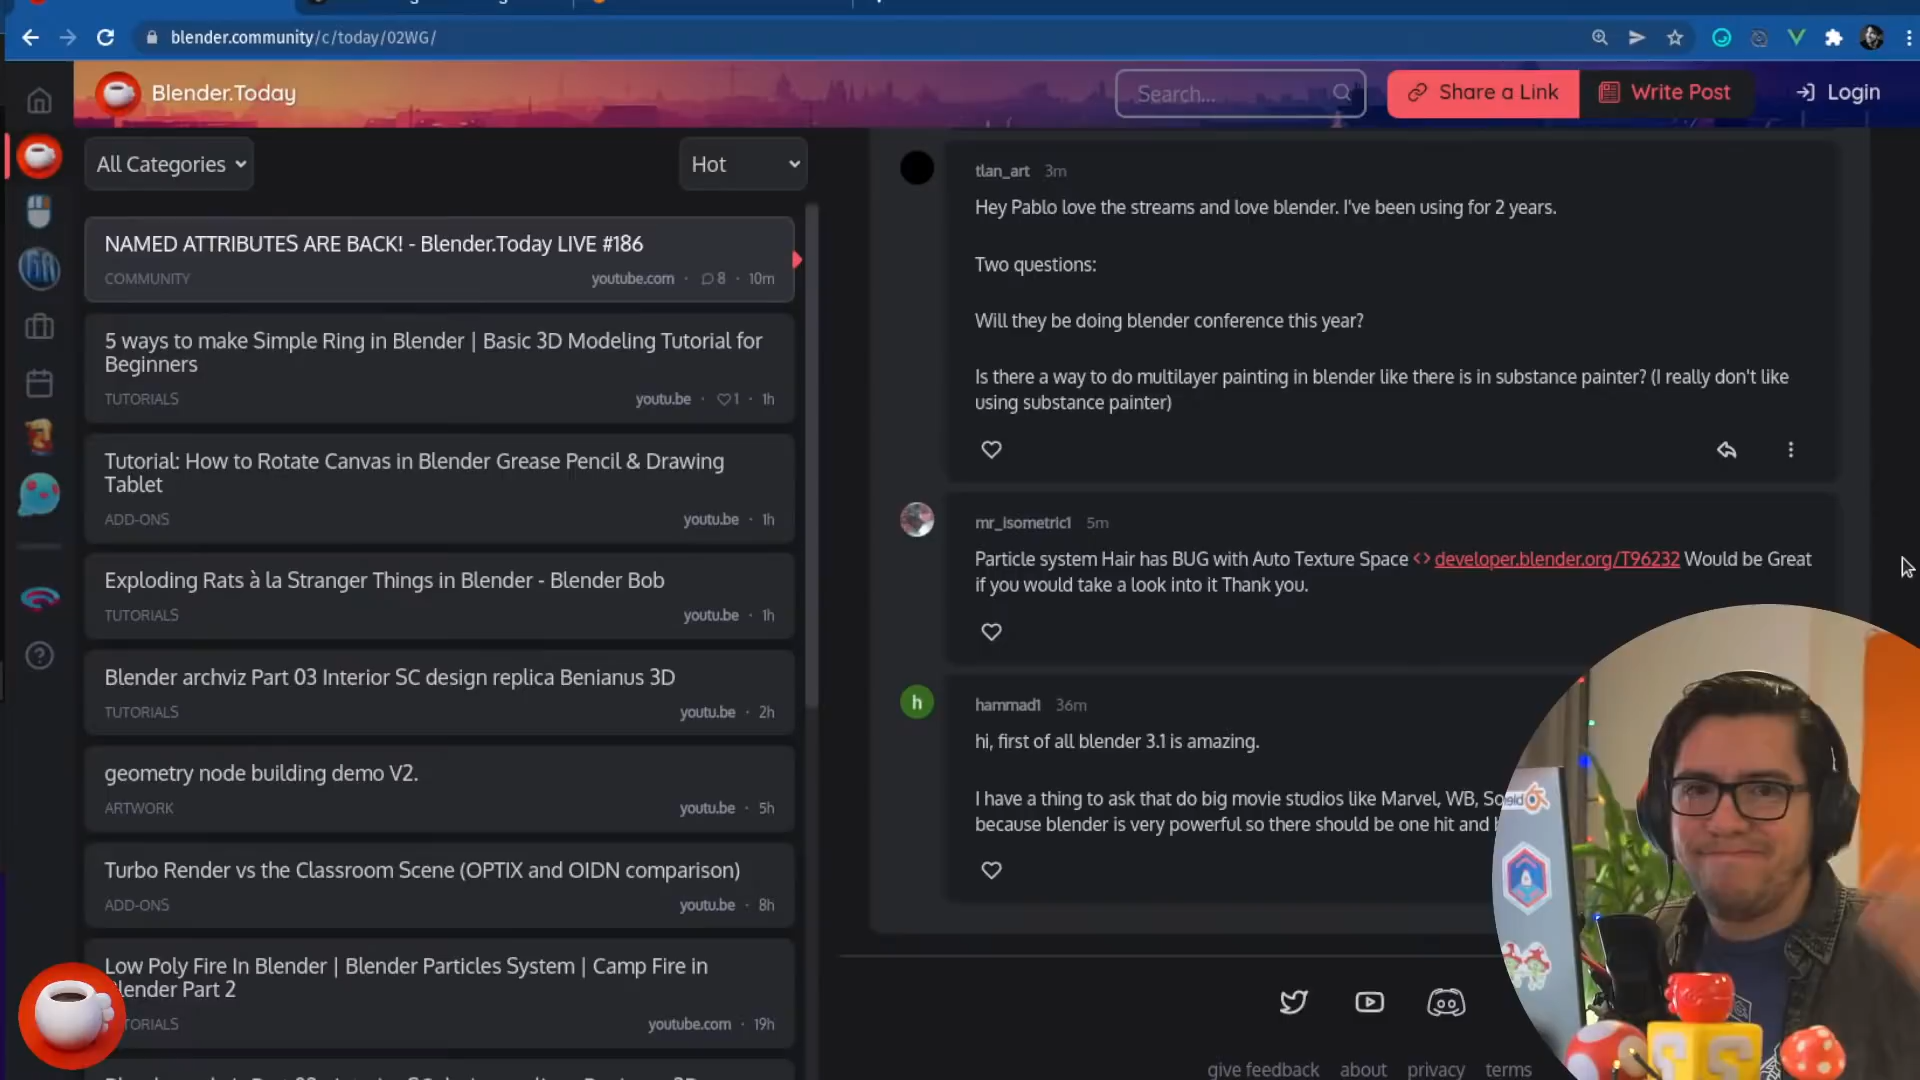 blender.community/c/today/02WG/
Blender.Today
Search...
Share a Link
Write Post
Login
All Categories
Hot
NAMED ATTRIBUTES ARE BACK! - Blender.Today LIVE #186
COMMUNITY
youtube.com · 8 · 10m
5 ways to make Simple Ring in Blender | Basic 3D Modeling Tutorial for
Beginners
TUTORIALS
youtu.be · 1 · 1h
Tutorial: How to Rotate Canvas in Blender Grease Pencil & Drawing
Tablet
ADD-ONS
youtu.be · 1h
Exploding Rats à la Stranger Things in Blender - Blender Bob
TUTORIALS
youtu.be · 1h
Blender archviz Part 03 Interior SC design replica Benianus 3D
TUTORIALS
youtu.be · 2h
geometry node building demo V2.
ARTWORK
youtu.be · 5h
Turbo Render vs the Classroom Scene (OPTIX and OIDN comparison)
ADD-ONS
youtu.be · 8h
Low Poly Fire In Blender | Blender Particles System | Camp Fire in
lender Part 2
TORIALS
youtube.com · 19h
tlan_art 3m
Hey Pablo love the streams and love blender. I've been using for 2 years.
Two questions:
Will they be doing blender conference this year?
Is there a way to do multilayer painting in blender like there is in substance painter? (I really don't like
using substance painter)
mr_isometric1 5m
Particle system Hair has BUG with Auto Texture Space <> developer.blender.org/T96232 Would be Great
if you would take a look into it Thank you.
h
hammad1 36m
hi, first of all blender 3.1 is amazing.
I have a thing to ask that do big movie studios like Marvel, WB, So
because blender is very powerful so there should be one hit and
give feedback about privacy terms